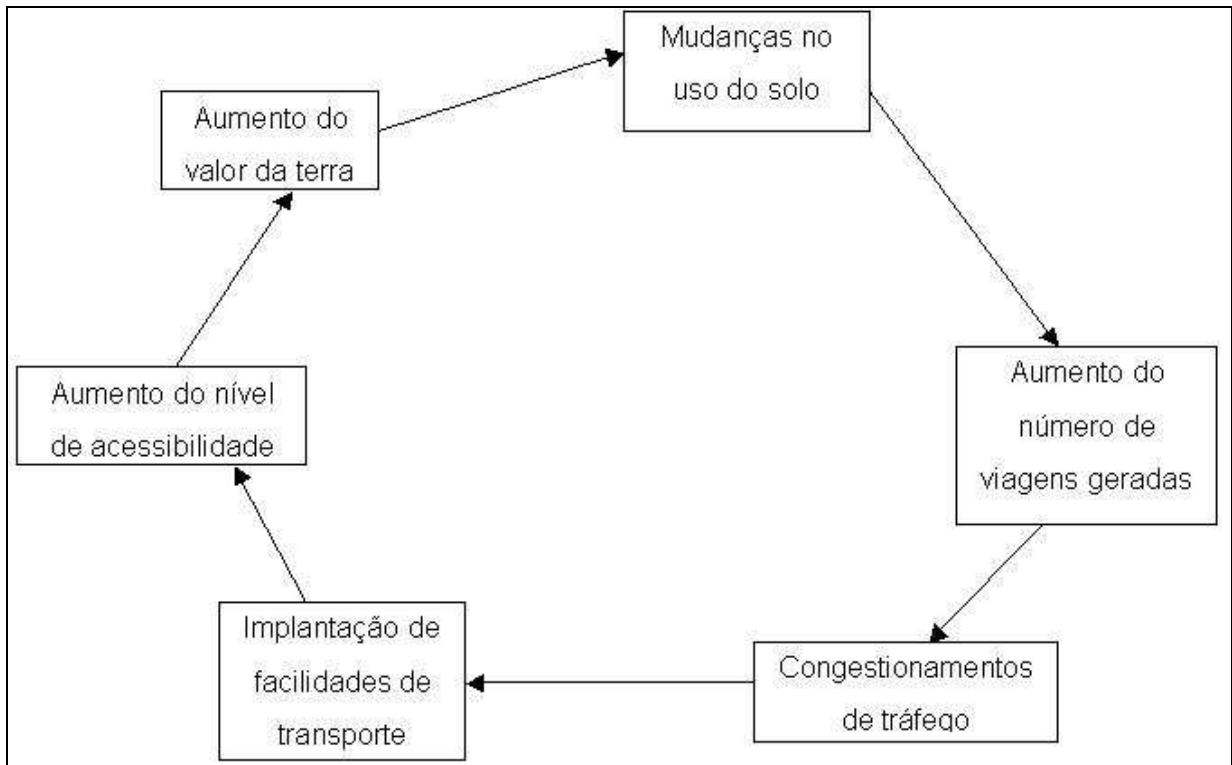 Mudanças no
uso do solo
Aumento do
valor da terra
Aumento do
número de
viagens geradas
Aumento do nível
de acessibilidade
Implantação de
facilidades de
transporte
Congestionamentos
de tráfego